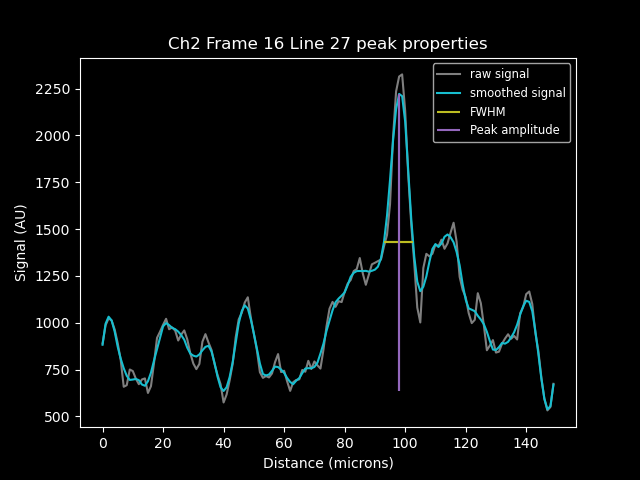 Ch2 Frame 16 Line 27 peak properties
raw signal
smoothed signal
FWHM
Peak amplitude
2250
2000
1750
1500
1250
1000
750
500
Signal (AU)
0 20 40 60 80 100 120 140
Distance (microns)